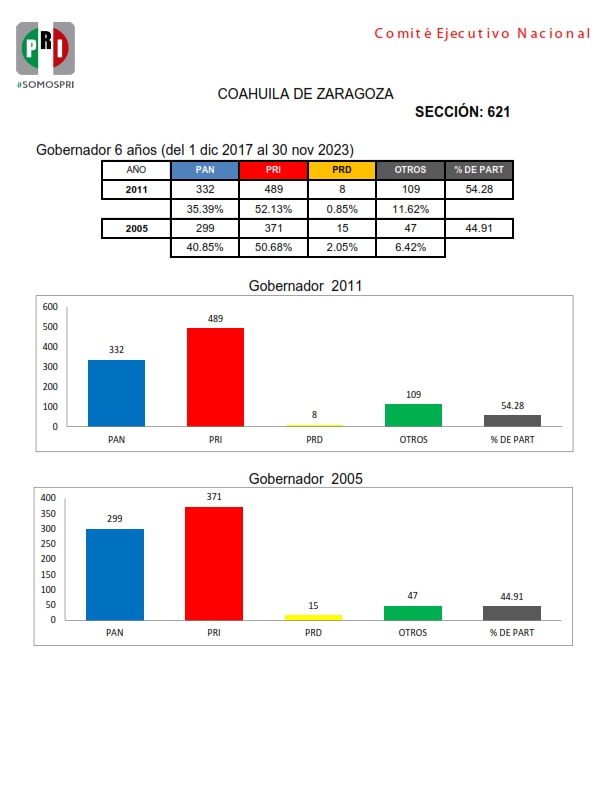 PRI
#SOMOSPRI
Comité Ejecutivo Nacional
COAHUILA DE ZARAGOZA
SECCIÓN: 621
Gobernador 6 años (del 1 dic 2017 al 30 nov 2023)
AÑO PAN PRI PRD OTROS % DE PART
2011 332 489 8 109 54.28
35.39% 52.13% 0.85% 11.62%
2005 299 371 15 47 44.91
40.85% 50.68% 2.05% 6.42%
Gobernador 2011
600
500
400
300
200
100
0
332
489
8
109
54.28
PAN PRI PRD OTROS % DE PART
Gobernador 2005
400
350
300
250
200
150
100
50
0
299
371
15
47
44.91
PAN PRI PRD OTROS % DE PART